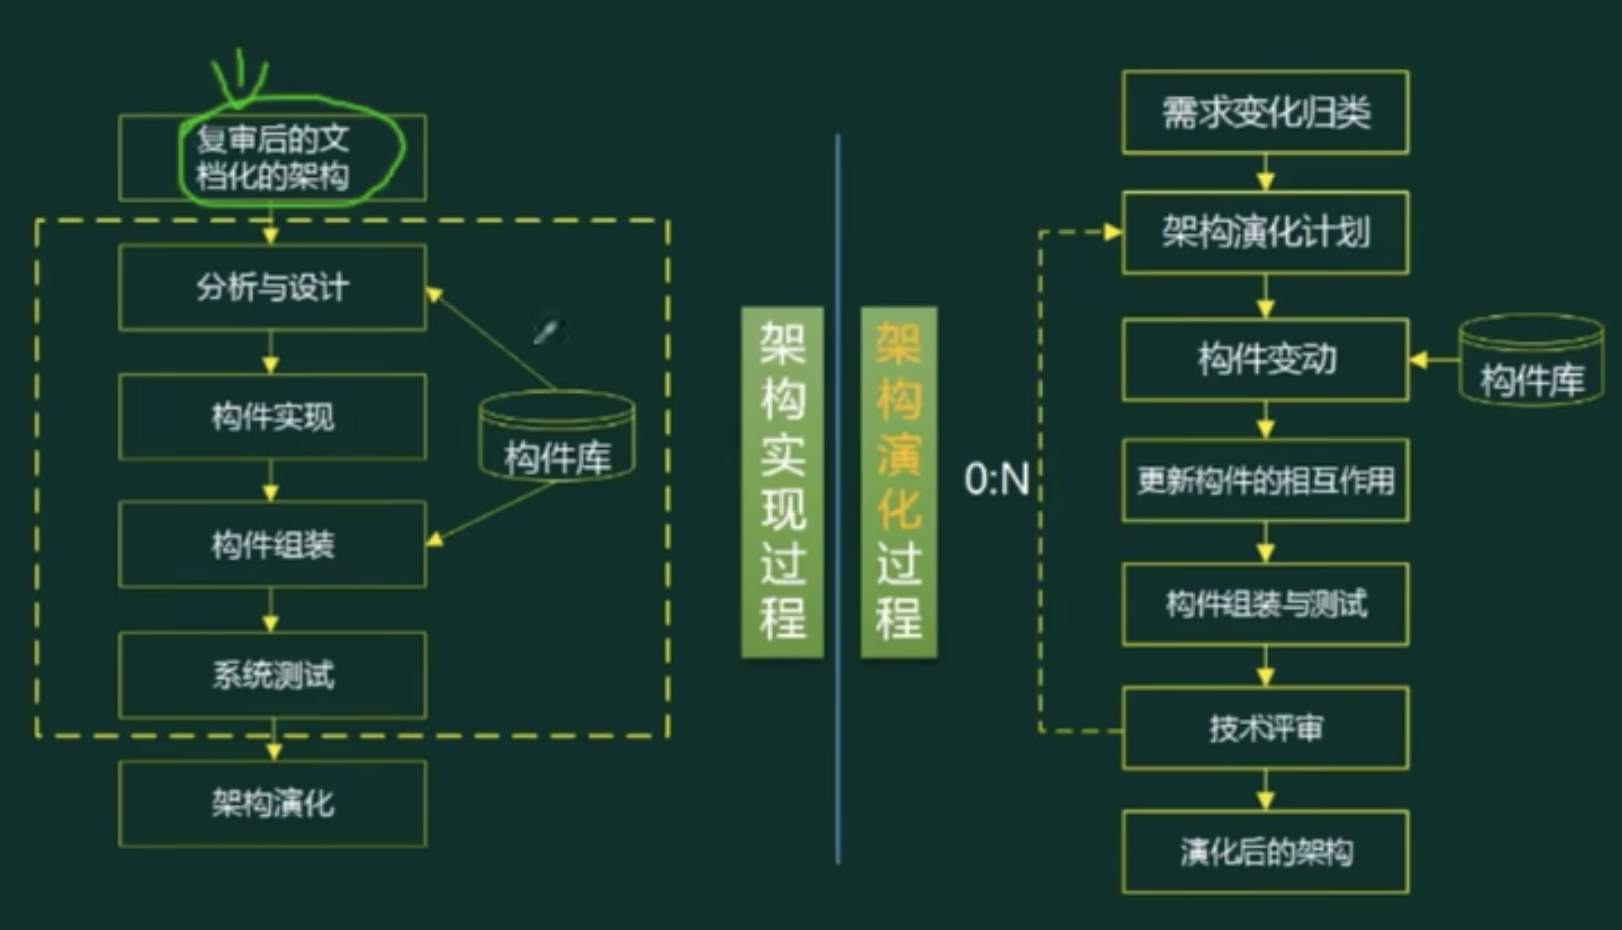 复审后的文
档化的架构
分析与设计
构件实现
构件组装
系统测试
架构演化
构件库
架构实现过程
架构演化过程
0:N
需求变化归类
架构演化计划
构件变动
构件库
更新构件的相互作用
构件组装与测试
技术评审
演化后的架构